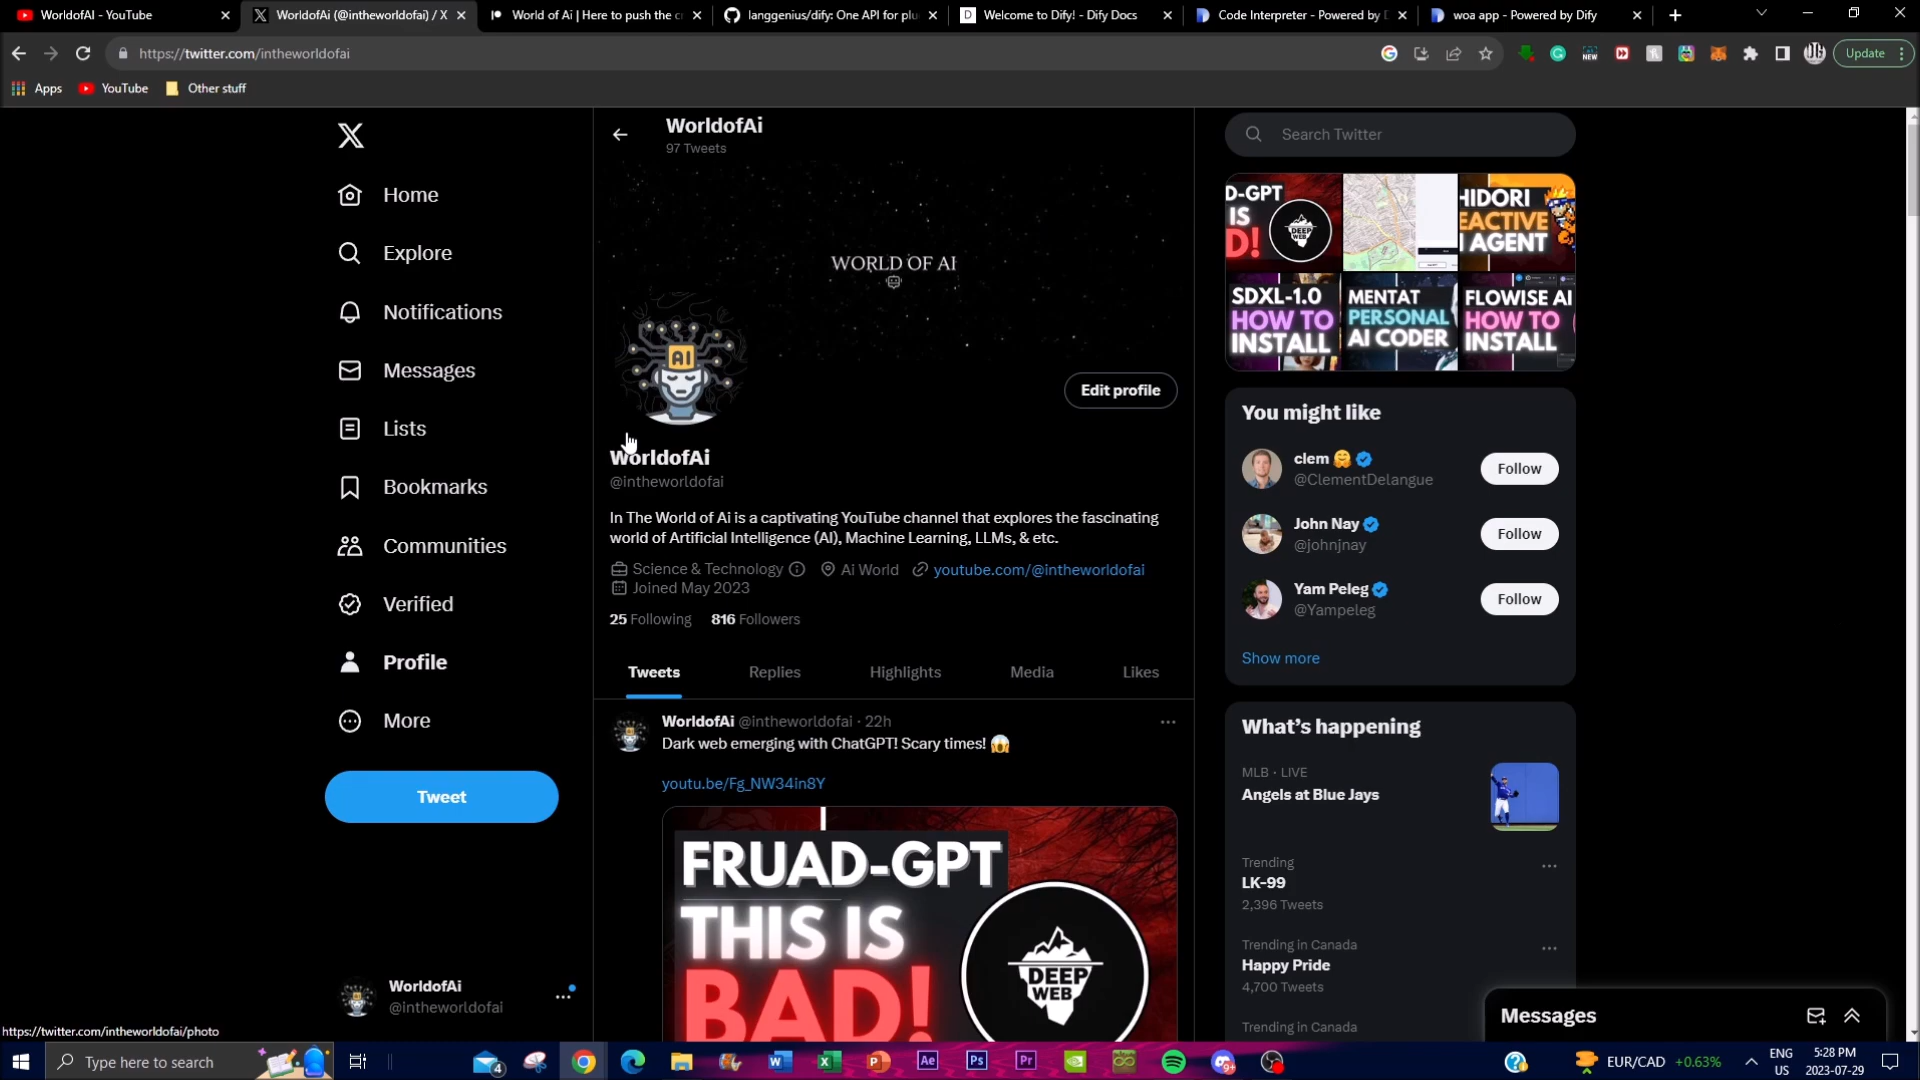 WorldofAI - YouTube
WorldofAi (@intheworldofai) / X
World of Ai | Here to push the c
langgenius/dify: One API for plu
Welcome to Dify! - Dify Docs
Code Interpreter - Powered by D
woa app - Powered by Dify
https://twitter.com/intheworldofai
NEW
Update
Apps
YouTube
Other stuff
Home
Explore
Notifications
Messages
Lists
Bookmarks
Communities
Verified
Profile
More
Tweet
WorldofAi
@intheworldofai
https://twitter.com/intheworldofai/photo
WorldofAi
97 Tweets
WORLD OF AI
AI
Edit profile
WorldofAi
@intheworldofai
In The World of Ai is a captivating YouTube channel that explores the fascinating
world of Artificial Intelligence (AI), Machine Learning, LLMs, & etc.
Science & Technology Ai World youtube.com/@intheworldofai
Joined May 2023
25 Following 816 Followers
Tweets Replies Highlights Media Likes
WorldofAi @intheworldofai · 22h
Dark web emerging with ChatGPT! Scary times! 😱
youtu.be/Fg_NW34in8Y
FRUAD-GPT
THIS IS
BAD!
DEEP
WEB
Search Twitter
D-GPT
IS
D!
DEEP
WEB
HIDORI
EACTIVE
I AGENT
SDXL-1.0
HOW TO
INSTALL
MENTAT
PERSONAL
AI CODER
FLOWISE AI
HOW TO
INSTALL
You might like
clem 🤗
@ClementDelangue
Follow
John Nay
@johnjnay
Follow
Yam Peleg
@Yampeleg
Follow
Show more
What's happening
MLB · LIVE
Angels at Blue Jays
Trending
LK-99
2,396 Tweets
Trending in Canada
Happy Pride
4,700 Tweets
Trending in Canada
Messages
Type here to search
4
Ae
Ps
Pr
9+
EUR/CAD +0.63%
ENG
US
5:28 PM
2023-07-29